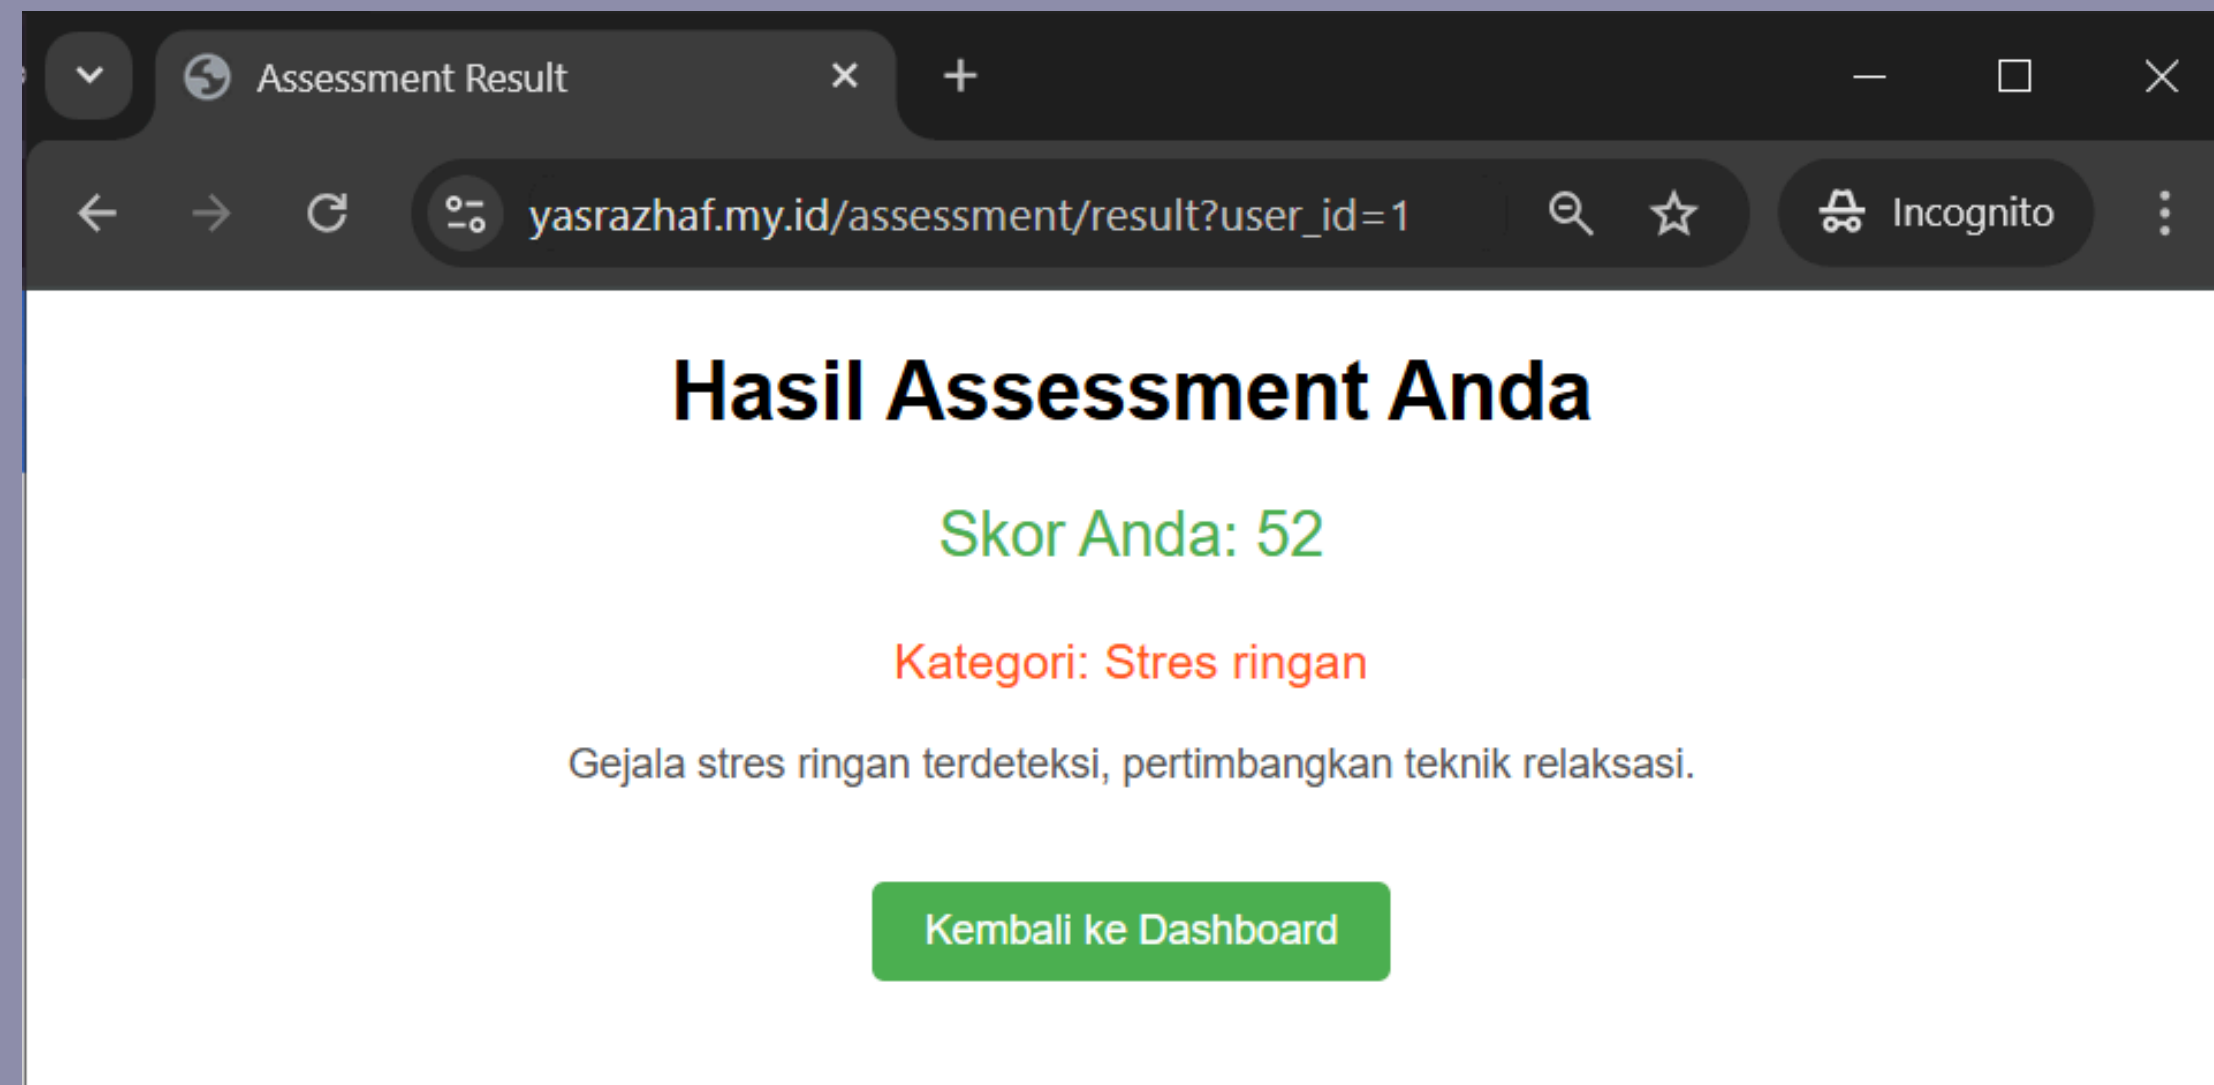 Assessment Result
yasrazhaf.my.id/assessment/result?user_id=1
Incognito
Hasil Assessment Anda
Skor Anda: 52
Kategori: Stres ringan
Gejala stres ringan terdeteksi, pertimbangkan teknik relaksasi.
Kembali ke Dashboard